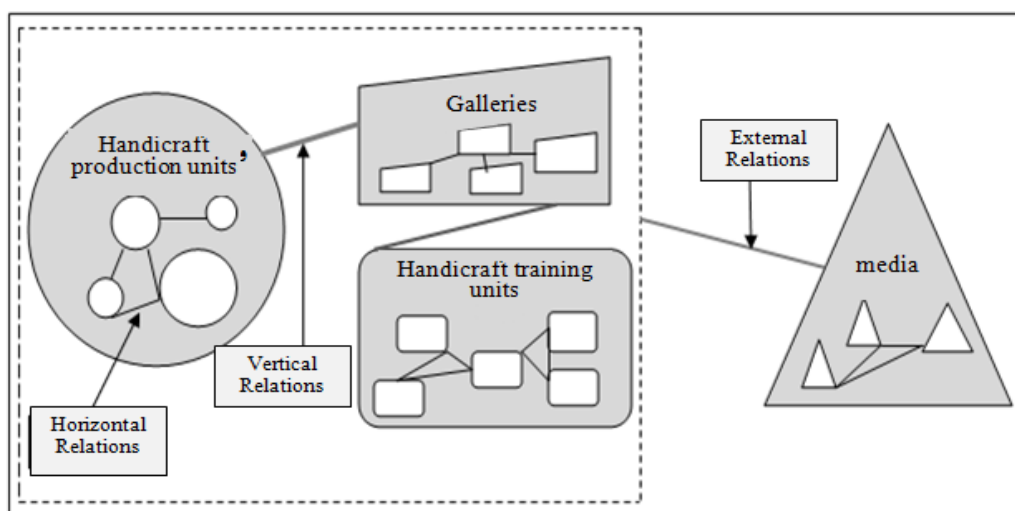 Handicraft
production units’
Galleries
External
Relations
Handicraft training
units
media
Vertical
Relations
Horizontal
Relations